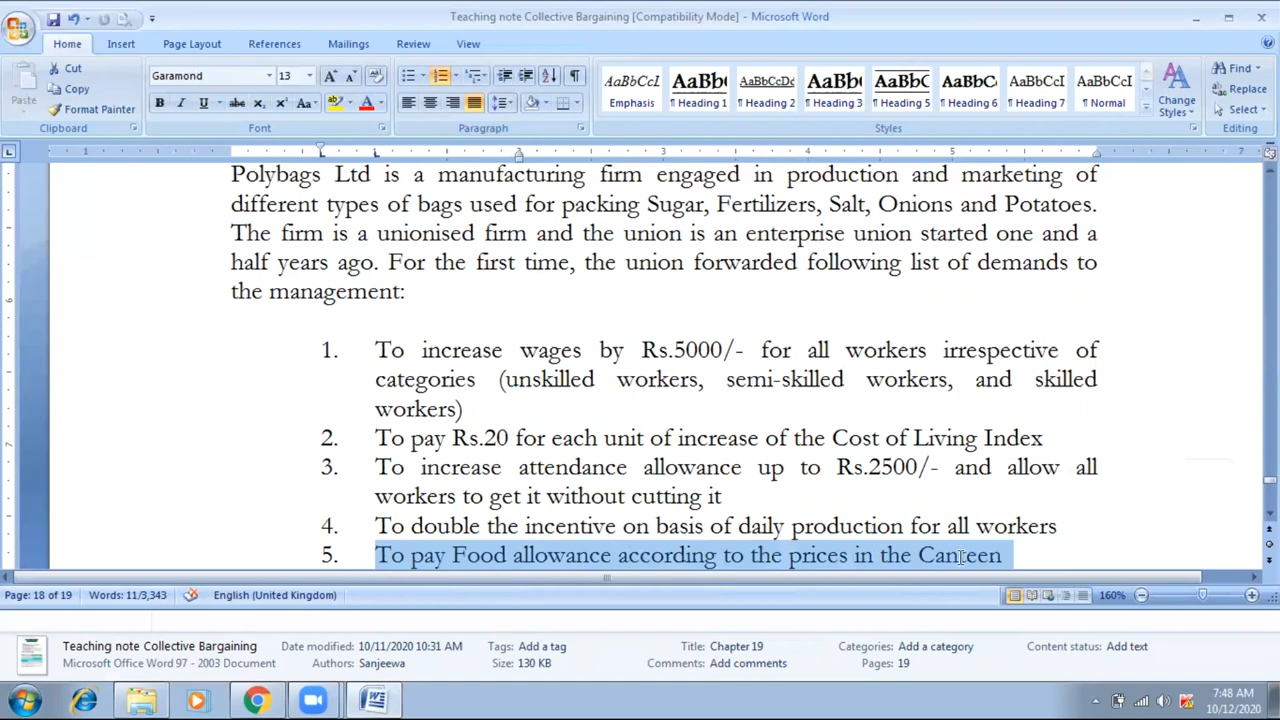 Teaching note Collective Bargaining [Compatibility Mode] - Microsoft Word
Home Insert Page Layout References Mailings Review View
Cut
Copy
Format Painter
Paste
Clipboard
Garamond 13
B I U abc x₂ x² Aa ab A
Font
Paragraph
AaBbCcI AaBbC AaBbCcDc AaBb( AaBbC AaBbC AaBbCcI AaBbCcI
Emphasis ¶ Heading 1 ¶ Heading 2 ¶ Heading 3 ¶ Heading 5 ¶ Heading 6 ¶ Heading 7 ¶ Normal
Change
Styles
Styles
Find
Replace
Select
Editing
1 3 5 7
Polybags Ltd is a manufacturing firm engaged in production and marketing of
different types of bags used for packing Sugar, Fertilizers, Salt, Onions and Potatoes.
The firm is a unionised firm and the union is an enterprise union started one and a
half years ago. For the first time, the union forwarded following list of demands to
the management:
1. To increase wages by Rs.5000/- for all workers irrespective of
categories (unskilled workers, semi-skilled workers, and skilled
workers)
2. To pay Rs.20 for each unit of increase of the Cost of Living Index
3. To increase attendance allowance up to Rs.2500/- and allow all
workers to get it without cutting it
4. To double the incentive on basis of daily production for all workers
5. To pay Food allowance according to the prices in the Canteen
Page: 18 of 19 Words: 11/3,343 English (United Kingdom) 160%
Teaching note Collective Bargaining Date modified: 10/11/2020 10:31 AM Tags: Add a tag Title: Chapter 19 Categories: Add a category Content status: Add text
Microsoft Office Word 97 - 2003 Document Authors: Sanjeewa Size: 130 KB Comments: Add comments Pages: 19
7:48 AM
10/12/2020